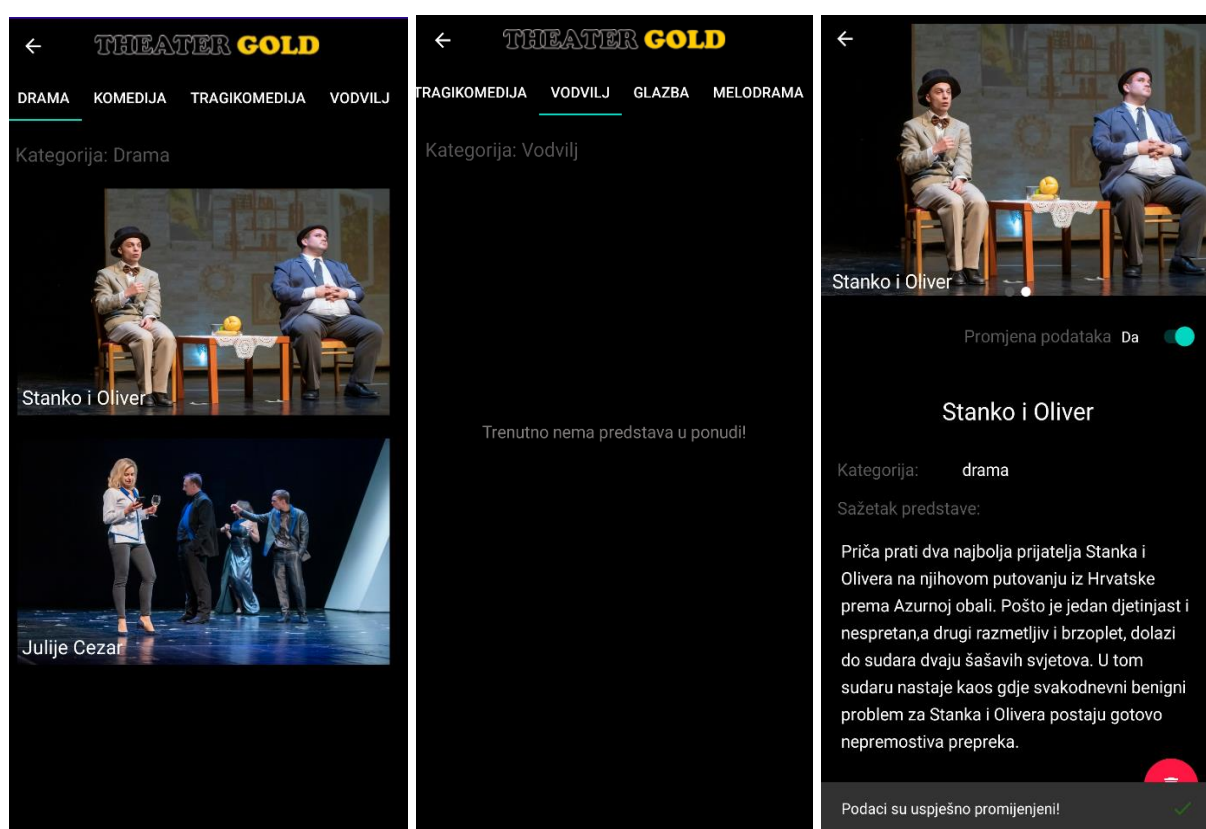 THEATER GOLD
DRAMA KOMEDIJA TRAGIKOMEDIJA VODVILJ
Kategorija: Drama
Stanko i Oliver
Julije Cezar
THEATER GOLD
TRAGIKOMEDIJA VODVILJ GLAZBA MELODRAMA
Kategorija: Vodvilj
Trenutno nema predstava u ponudi!
Stanko i Oliver
Promjena podataka Da
Stanko i Oliver
Kategorija: drama
Sažetak predstave:
Priča prati dva najbolja prijatelja Stanka i
Olivera na njihovom putovanju iz Hrvatske
prema Azurnoj obali. Pošto je jedan djetinjast i
nespretan,a drugi razmetljiv i brzoplet, dolazi
do sudara dvaju šašavih svjetova. U tom
sudaru nastaje kaos gdje svakodnevni benigni
problem za Stanka i Olivera postaju gotovo
nepremostiva prepreka.
Podaci su uspješno promijenjeni!